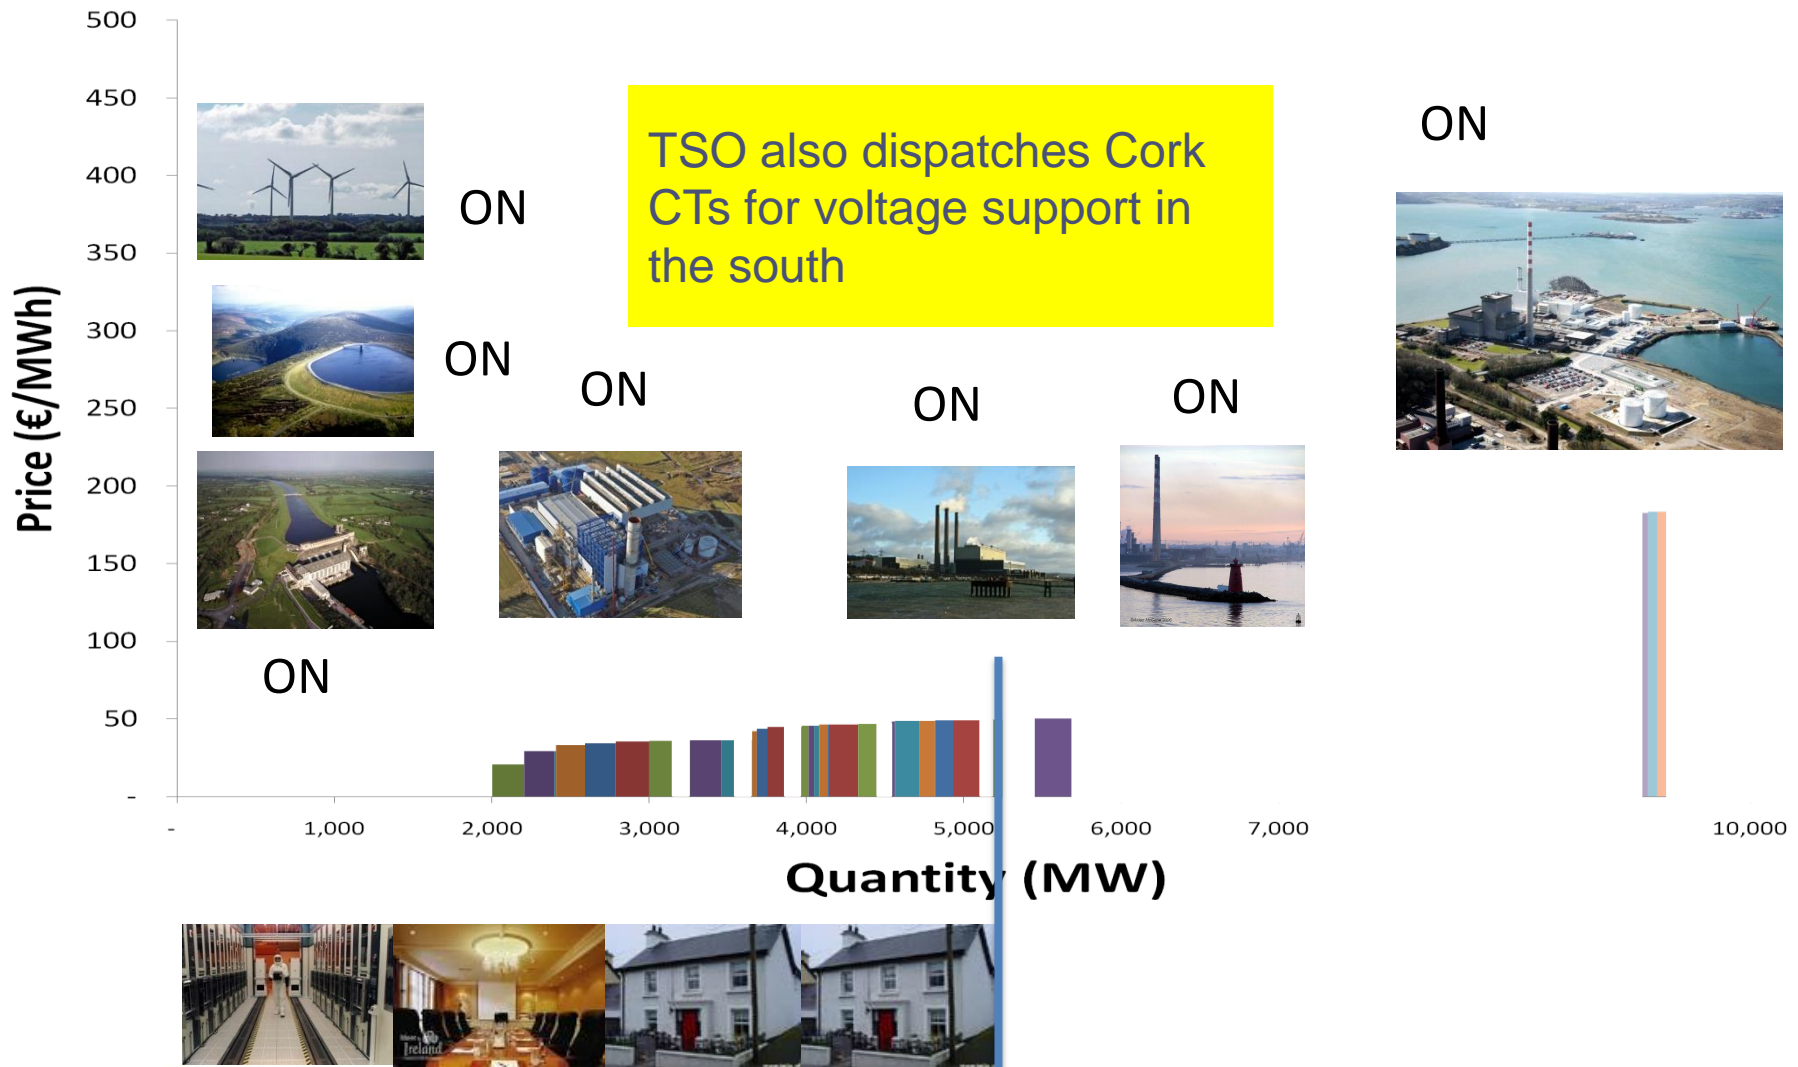 500
450
400
350
300
250
200
150
100
50
-
Price (€/MWh)
ON
TSO also dispatches Cork
CTs for voltage support in
the south
ON
ON
ON
ON
ON
ON
- 1,000 2,000 3,000 4,000 5,000 6,000 7,000 10,000
Quantity (MW)
Ireland